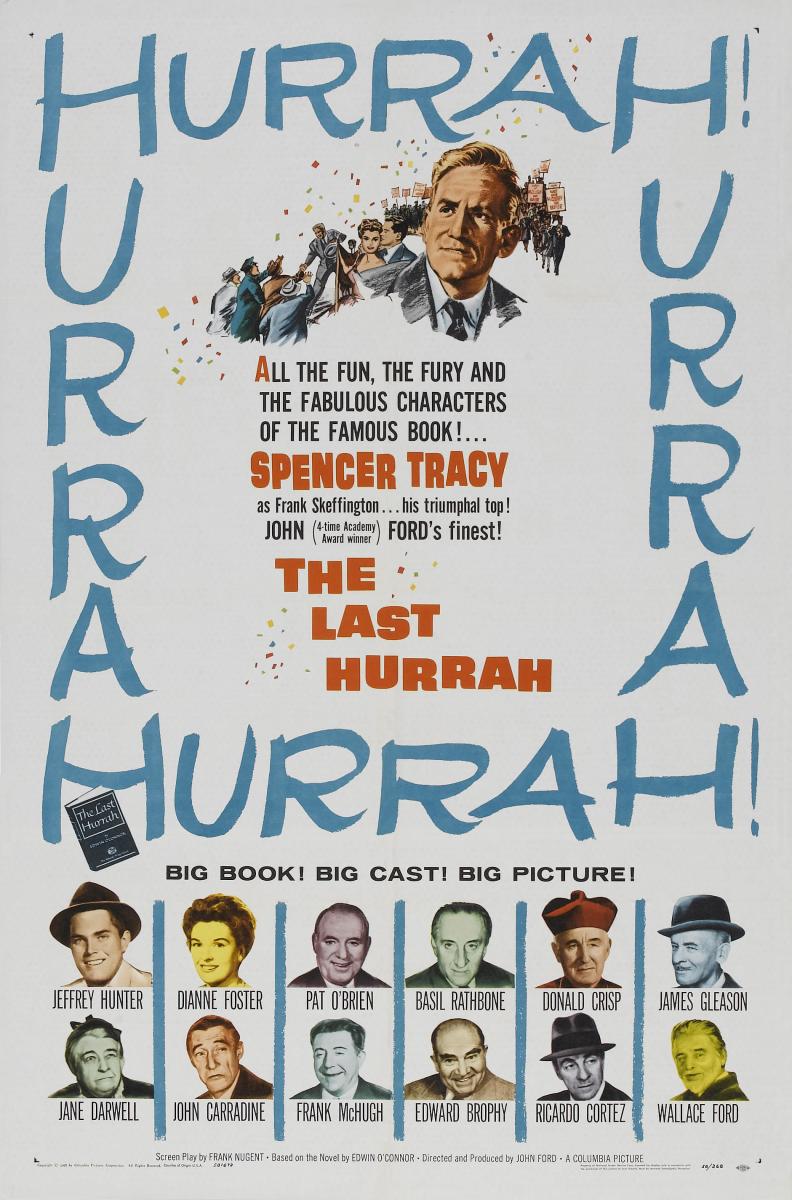 HURRAH!
HURRAH
HURRAH
ALL THE FUN, THE FURY AND
THE FABULOUS CHARACTERS
OF THE FAMOUS BOOK!...
SPENCER TRACY
as Frank Skeffington...his triumphal top!
JOHN (4-time Academy Award winner) FORD's finest!
THE
LAST
HURRAH
HURRAH!
The Last
Hurrah
EDWIN O'CONNOR
BIG BOOK! BIG CAST! BIG PICTURE!
JEFFREY HUNTER DIANNE FOSTER PAT O'BRIEN BASIL RATHBONE DONALD CRISP JAMES GLEASON
JANE DARWELL JOHN CARRADINE FRANK McHUGH EDWARD BROPHY RICARDO CORTEZ WALLACE FORD
Screen Play by FRANK NUGENT • Based on the Novel by EDWIN O'CONNOR • Directed and Produced by JOHN FORD • A COLUMBIA PICTURE
58/268